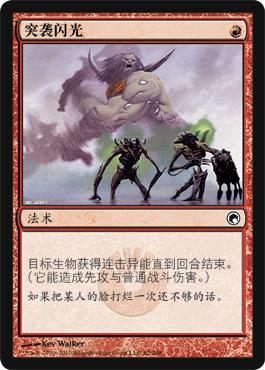 突袭闪光
法术
目标生物获得连击异能直到回合结束。
（它能造成先攻与普通战斗伤害。）
如果把某人的脸打烂一次还不够的话。
Kev Walker